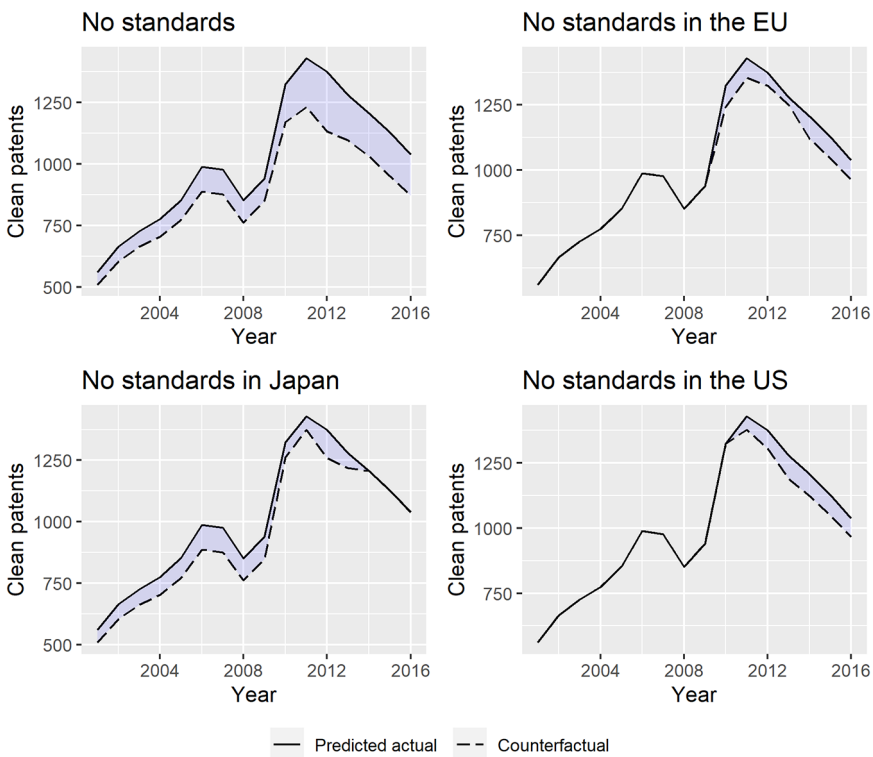 No standards
Clean patents
1250
1000
750
500
2004 2008 2012 2016
Year
No standards in the EU
Clean patents
1250
1000
750
2004 2008 2012 2016
Year
No standards in Japan
Clean patents
1250
1000
750
500
2004 2008 2012 2016
Year
No standards in the US
Clean patents
1250
1000
750
2004 2008 2012 2016
Year
Predicted actual Counterfactual